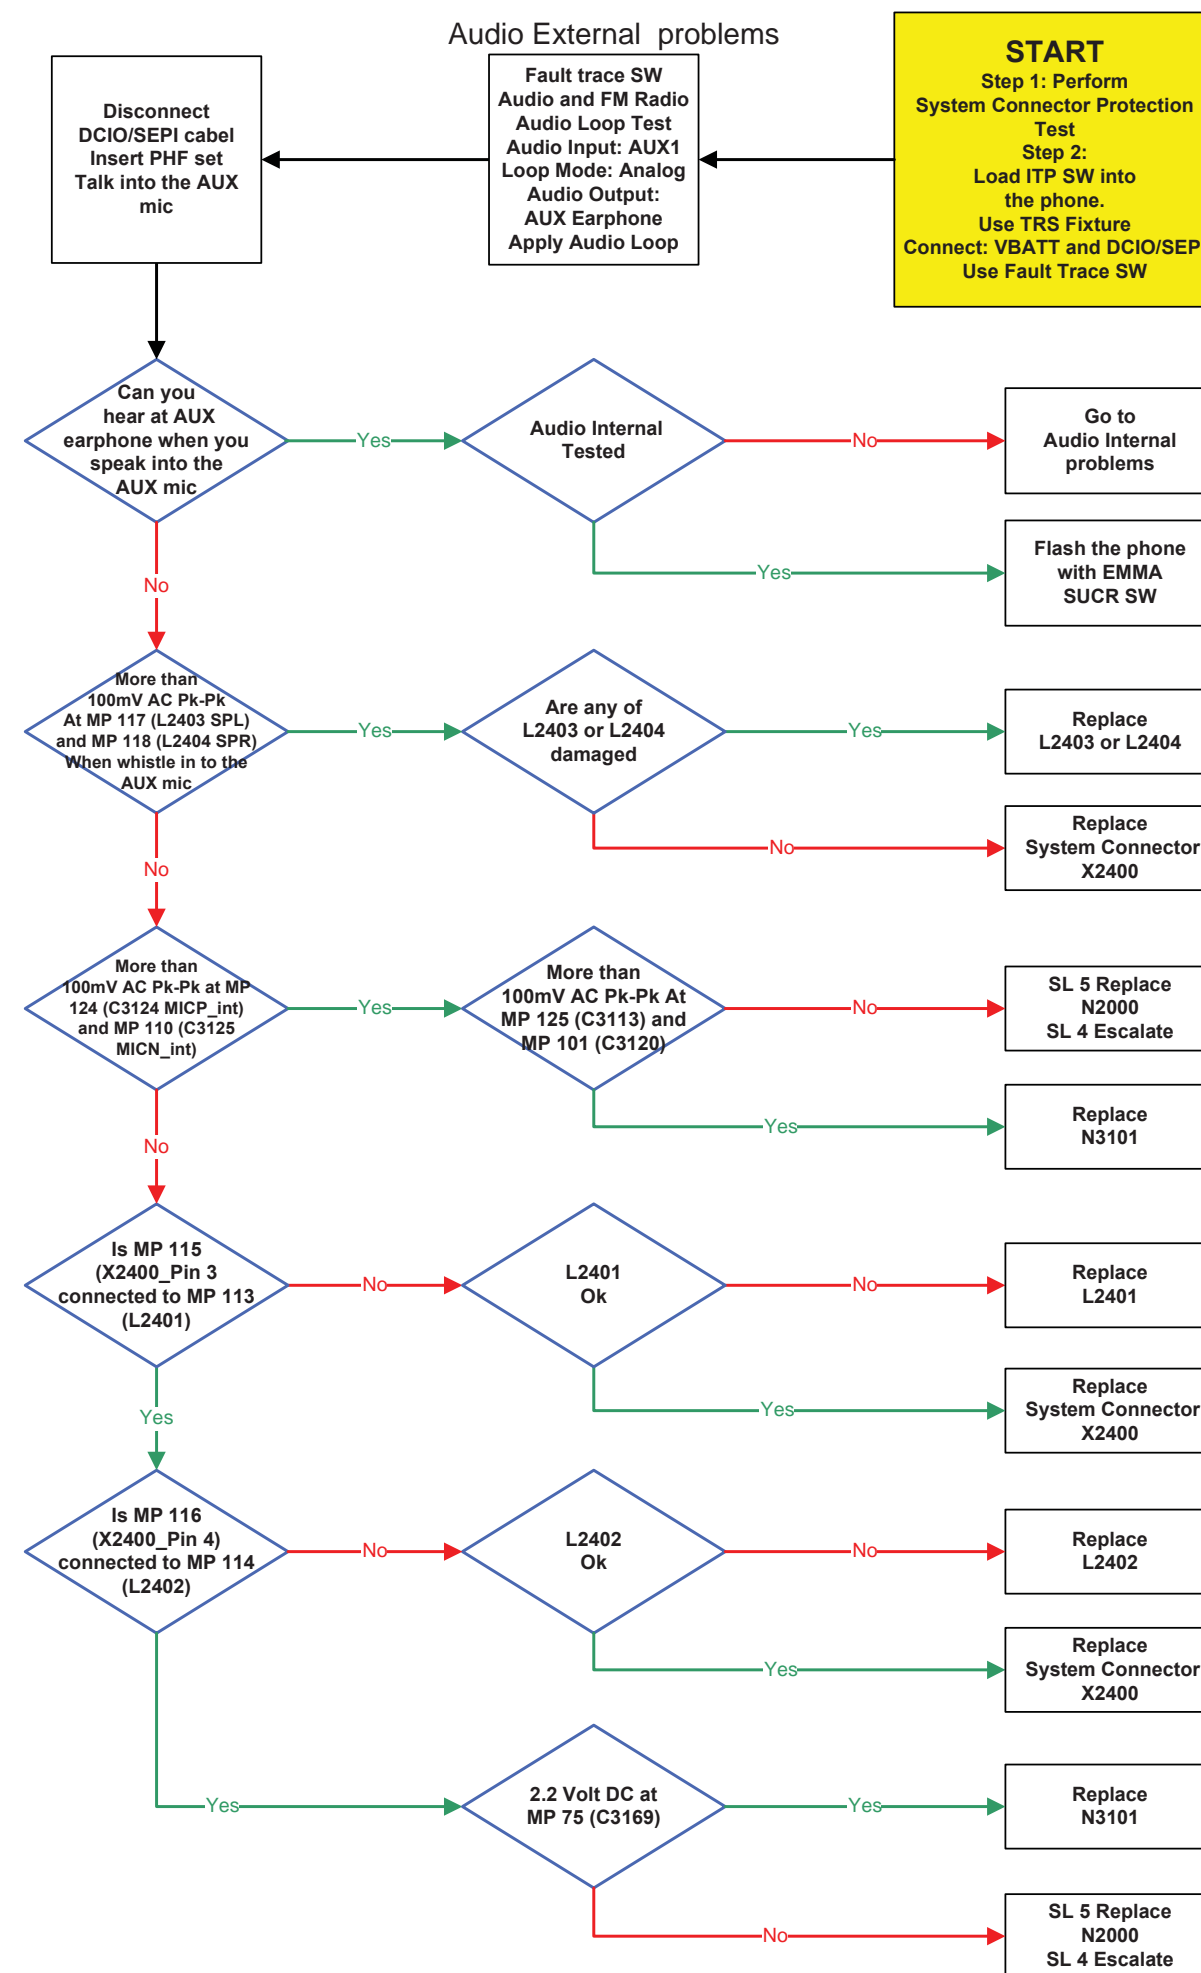 Audio External problems
START
Step 1: Perform
System Connector Protection
Test
Step 2:
Load ITP SW into
the phone.
Use TRS Fixture
Connect: VBATT and DCIO/SEP
Use Fault Trace SW
Fault trace SW
Audio and FM Radio
Audio Loop Test
Audio Input: AUX1
Loop Mode: Analog
Audio Output:
AUX Earphone
Apply Audio Loop
Disconnect
DCIO/SEPI cabel
Insert PHF set
Talk into the AUX
mic
Can you
hear at AUX
earphone when you
speak into the
AUX mic
Yes
Audio Internal
Tested
No
Go to
Audio Internal
problems
Yes
Flash the phone
with EMMA
SUCR SW
No
More than
100mV AC Pk-Pk
At MP 117 (L2403 SPL)
and MP 118 (L2404 SPR)
When whistle in to the
AUX mic
Yes
Are any of
L2403 or L2404
damaged
Yes
Replace
L2403 or L2404
No
Replace
System Connector
X2400
No
More than
100mV AC Pk-Pk at MP
124 (C3124 MICP_int)
and MP 110 (C3125
MICN_int)
Yes
More than
100mV AC Pk-Pk At
MP 125 (C3113) and
MP 101 (C3120)
No
SL 5 Replace
N2000
SL 4 Escalate
Yes
Replace
N3101
No
Is MP 115
(X2400_Pin 3
connected to MP 113
(L2401)
No
L2401
Ok
No
Replace
L2401
Yes
Replace
System Connector
X2400
Yes
Is MP 116
(X2400_Pin 4)
connected to MP 114
(L2402)
No
L2402
Ok
No
Replace
L2402
Yes
Replace
System Connector
X2400
Yes
2.2 Volt DC at
MP 75 (C3169)
Yes
Replace
N3101
No
SL 5 Replace
N2000
SL 4 Escalate